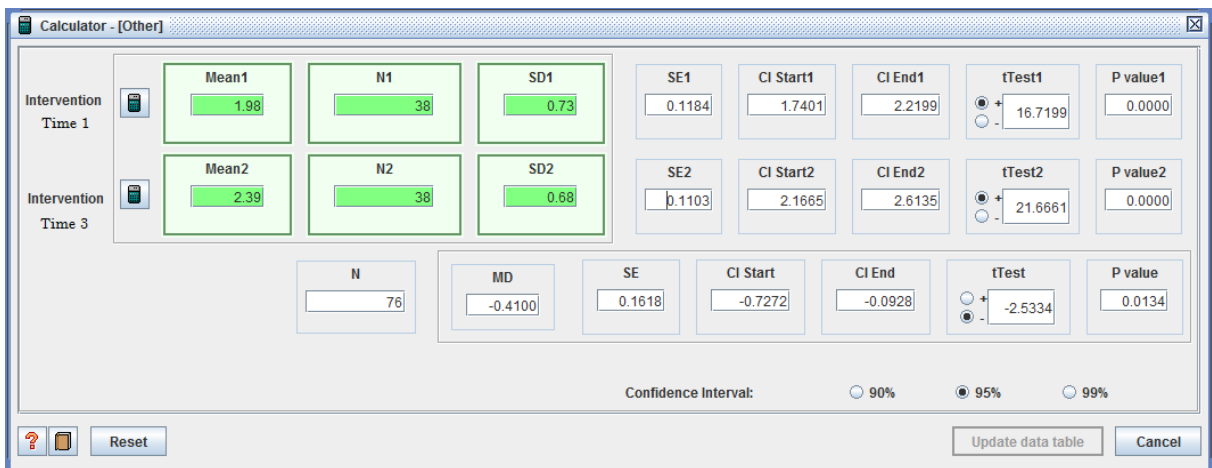 Calculator - [Other]
Mean1 N1 SD1 SE1 CI Start1 CI End1 tTest1 P value1
Intervention 1.98 38 0.73 0.1184 1.7401 2.2199 + 16.7199 0.0000
Time 1 -
Mean2 N2 SD2 SE2 CI Start2 CI End2 tTest2 P value2
Intervention 2.39 38 0.68 0.1103 2.1665 2.6135 + 21.6661 0.0000
Time 3 -
N MD SE CI Start CI End tTest P value
76 -0.4100 0.1618 -0.7272 -0.0928 + -2.5334 0.0134
-
Confidence Interval: 90% 95% 99%
? Reset Update data table Cancel